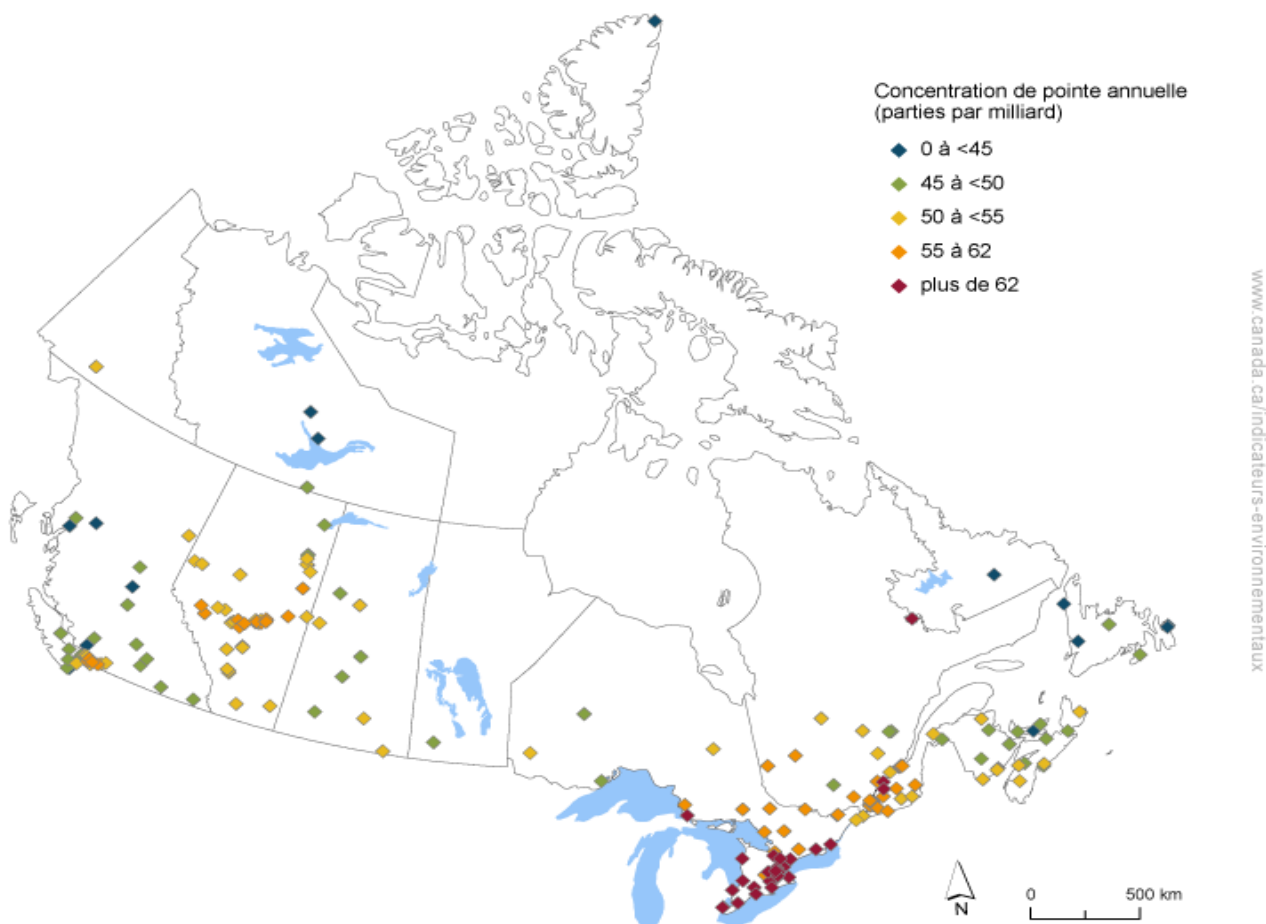 Concentration de pointe annuelle
(parties par milliard)
0 à <45
45 à <50
50 à <55
55 à 62
plus de 62
www.canada.ca/indicateurs-environnementaux
N
0 500 km